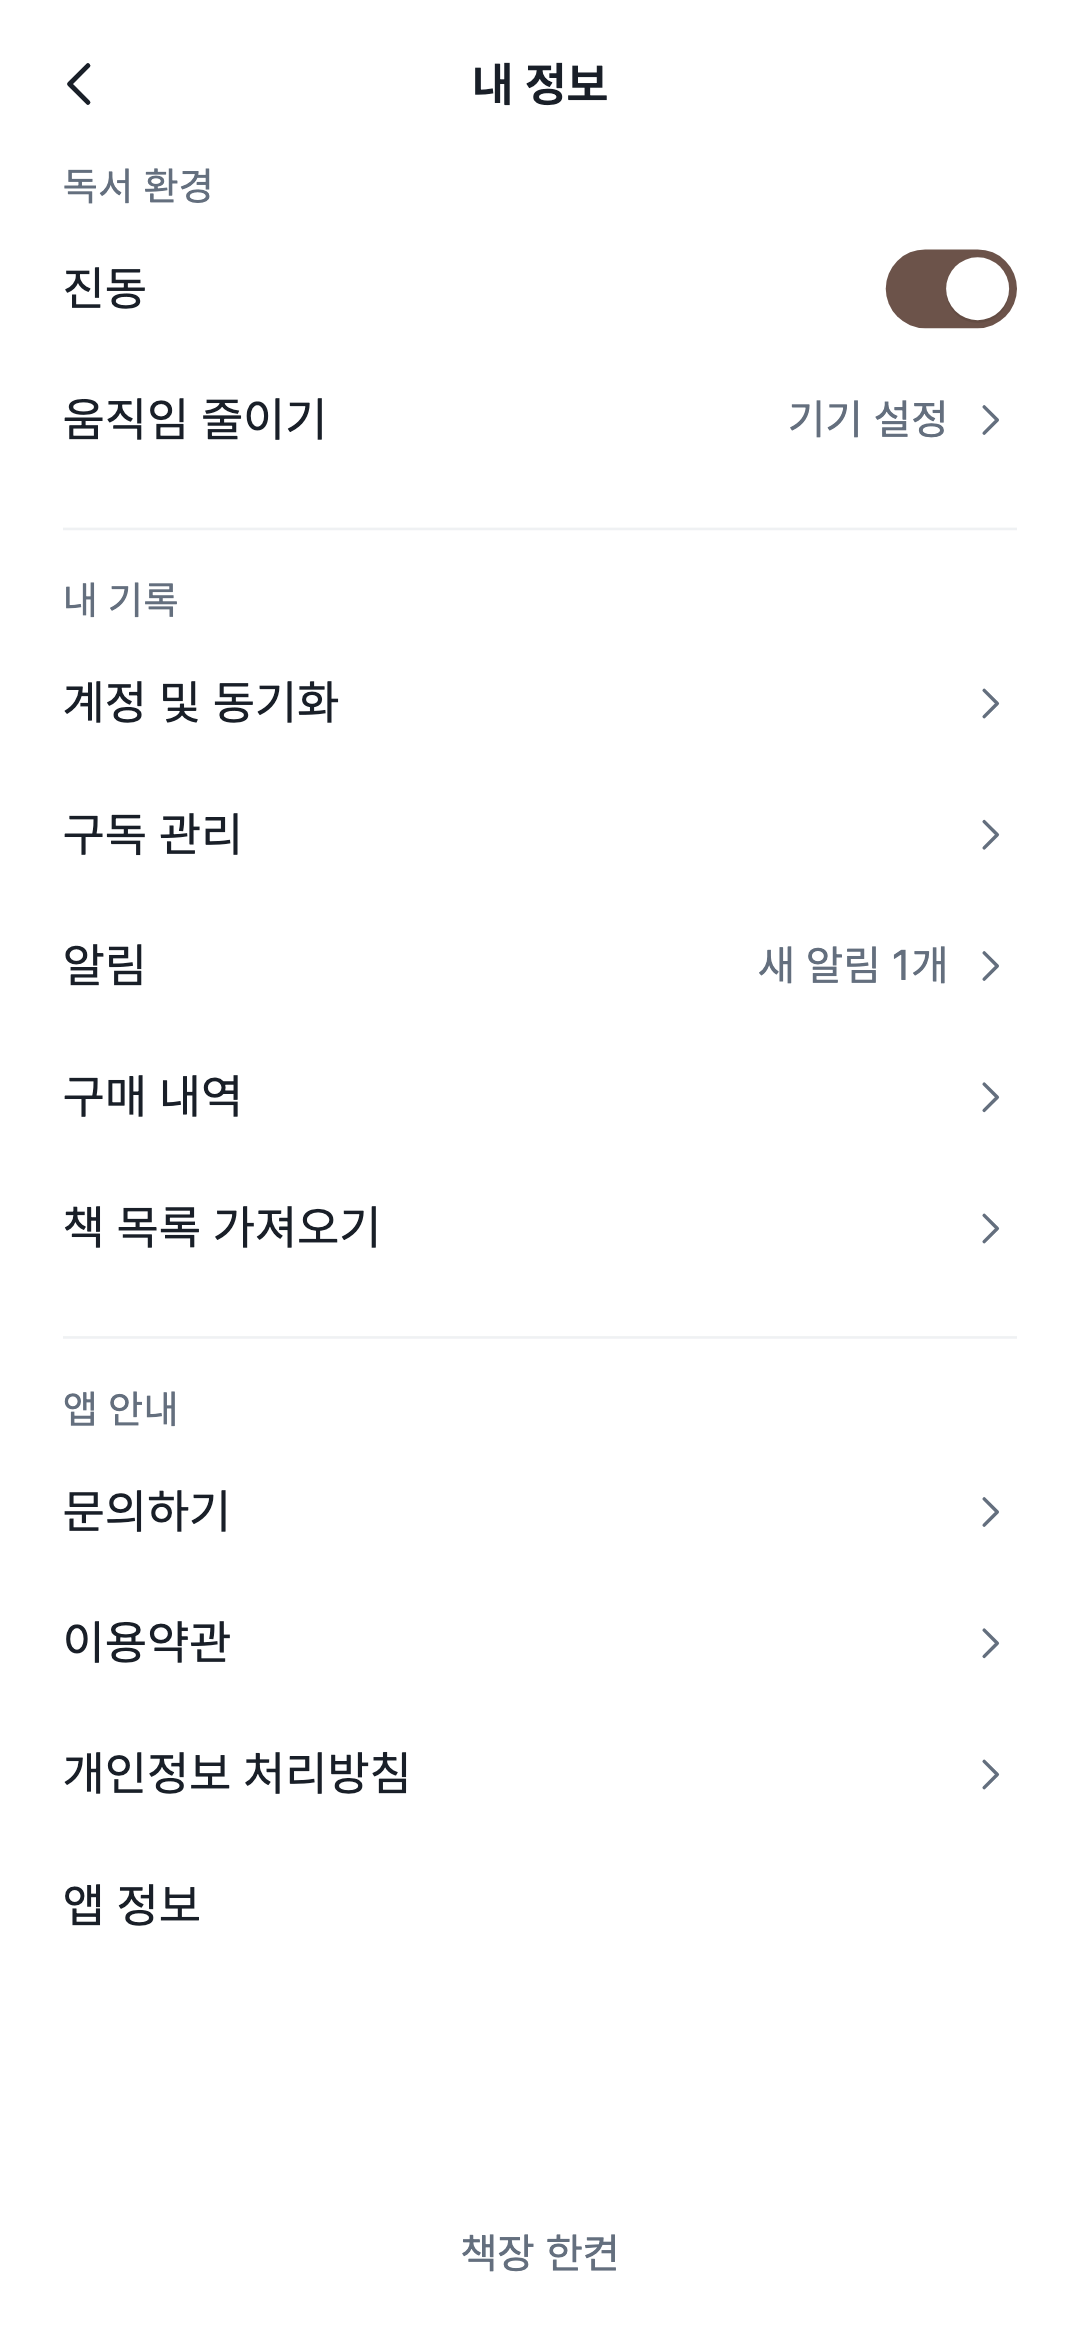 내 정보
독서 환경
진동
움직임 줄이기 기기 설정
내 기록
계정 및 동기화
구독 관리
알림 새 알림 1개
구매 내역
책 목록 가져오기
앱 안내
문의하기
이용약관
개인정보 처리방침
앱 정보
책장 한켠